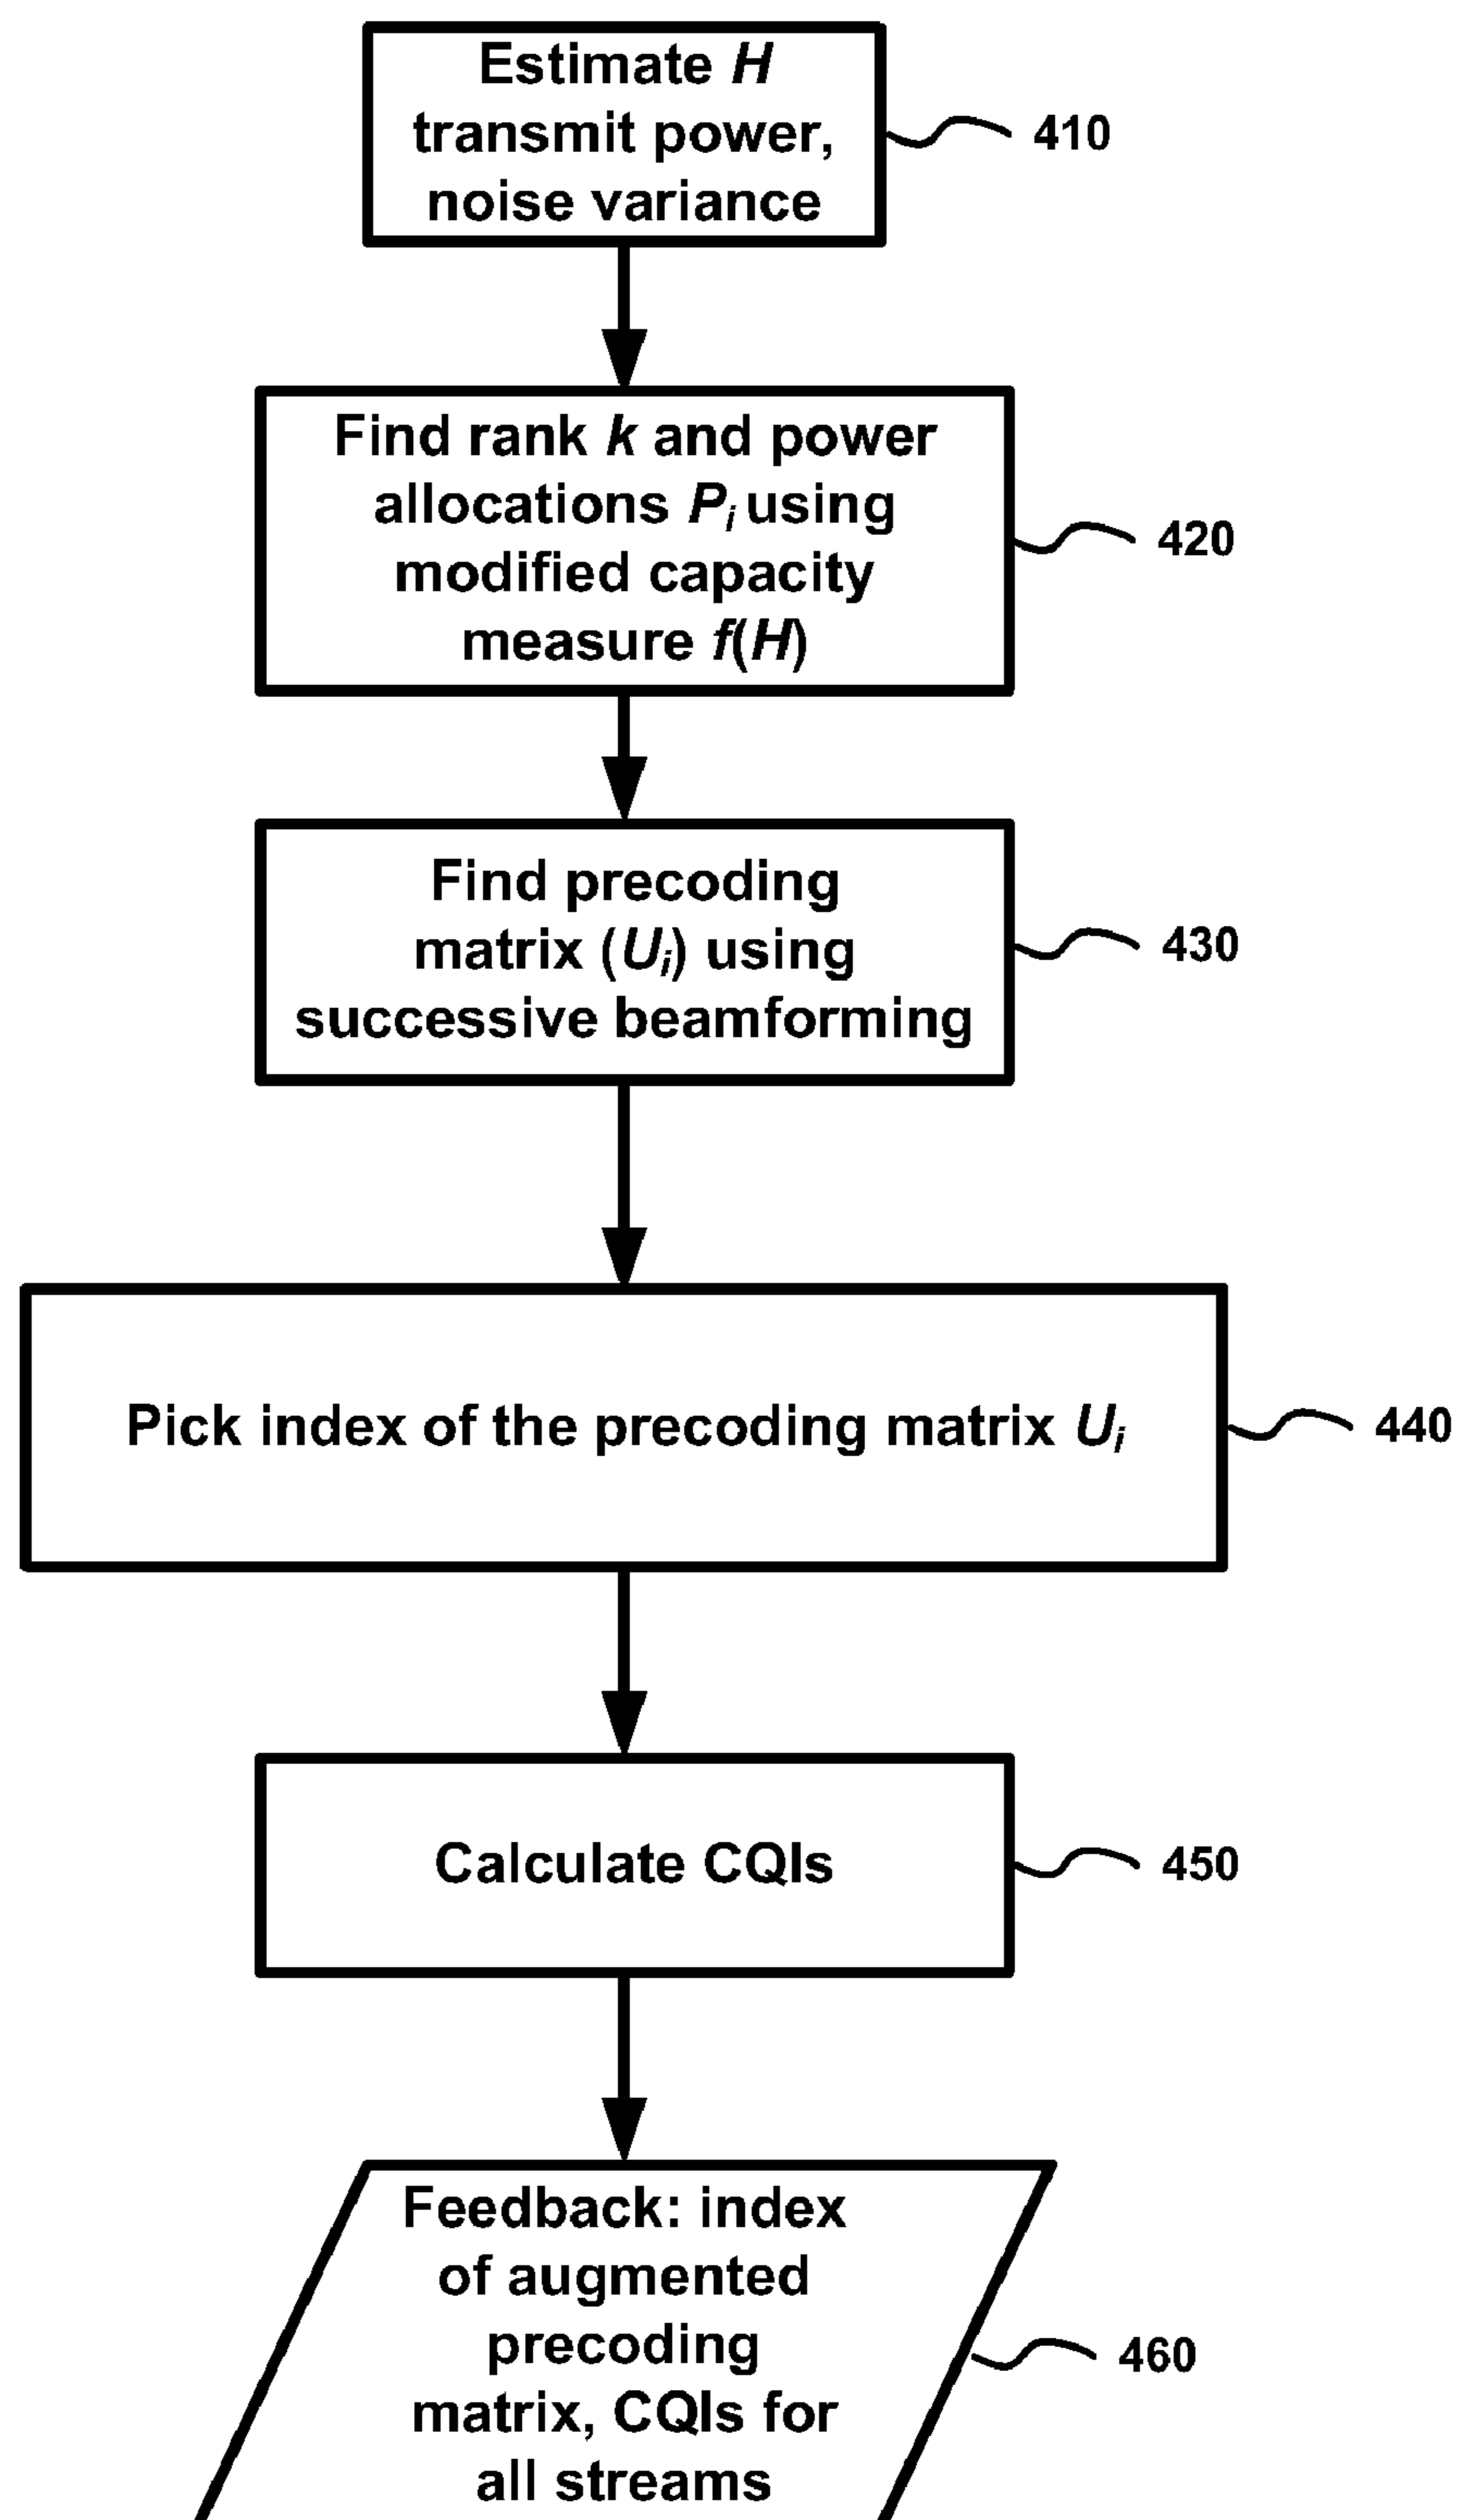 Estimate H
transmit power,
noise variance
410
Find rank k and power
allocations Pi using
modified capacity
measure f(H)
420
Find precoding
matrix (Ui) using
successive beamforming
430
Pick index of the precoding matrix Ui
440
Calculate CQIs
450
Feedback: index
of augmented
precoding
matrix, CQIs for
all streams
460